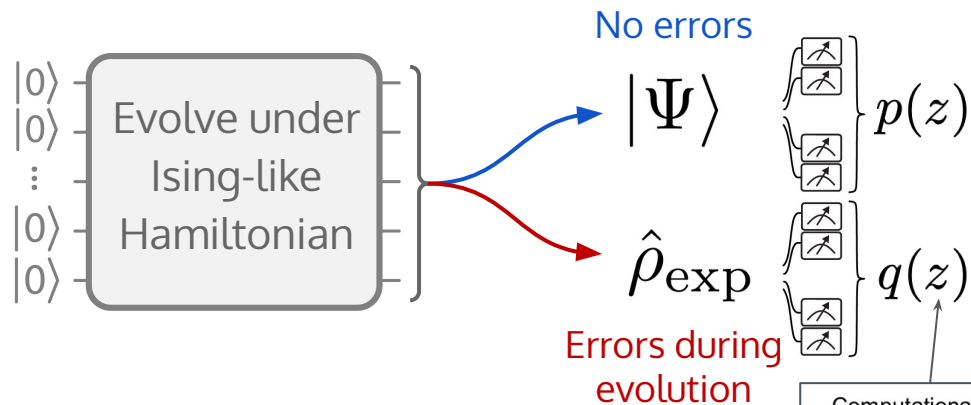 No errors
|0⟩
|0⟩
⋮
|0⟩
|0⟩
Evolve under
Ising-like
Hamiltonian
|Ψ⟩
p(z)
ρ̂exp
q(z)
Errors during
evolution